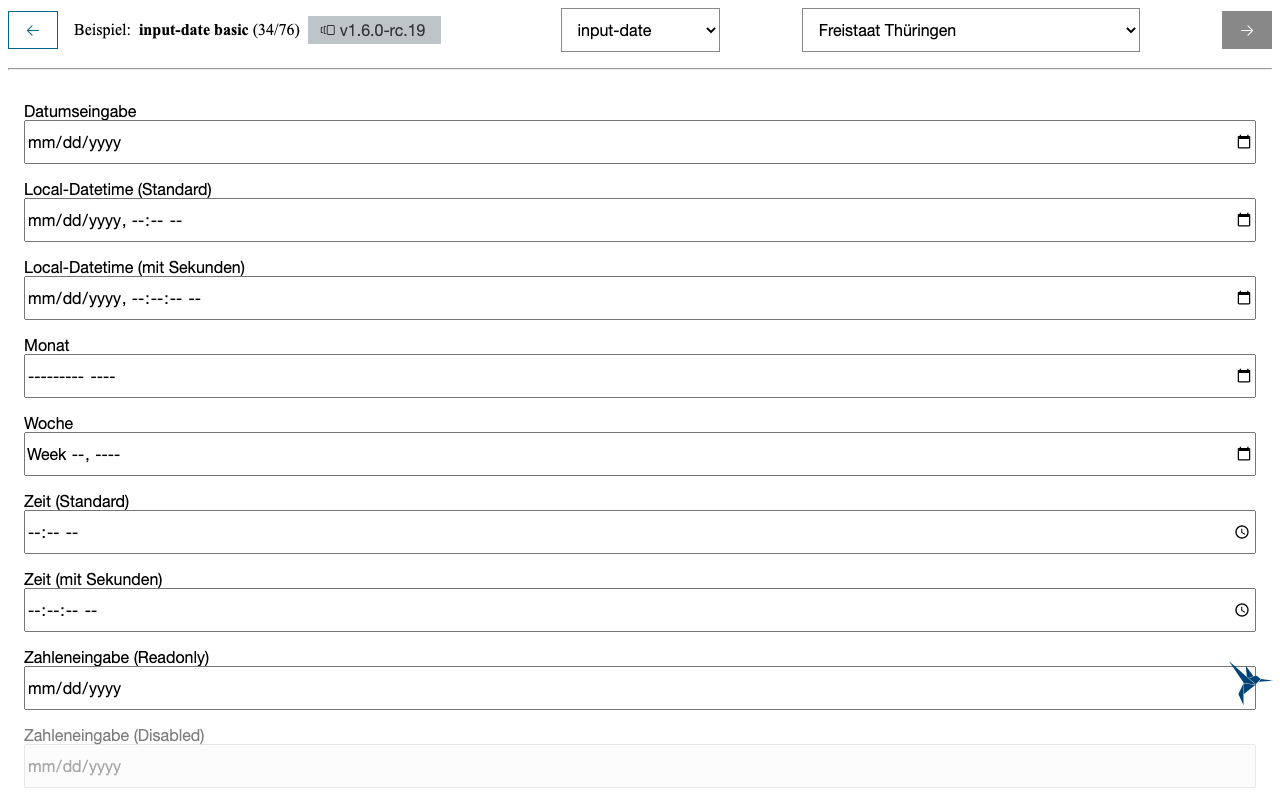 Beispiel: input-date basic (34/76) v1.6.0-rc.19 input-date Freistaat Thüringen
Datumseingabe
mm/dd/yyyy
Local-Datetime (Standard)
mm/dd/yyyy, --:-- --
Local-Datetime (mit Sekunden)
mm/dd/yyyy, --:--:-- --
Monat
--------- ----
Woche
Week --, ----
Zeit (Standard)
--:-- --
Zeit (mit Sekunden)
--:--:-- --
Zahleneingabe (Readonly)
mm/dd/yyyy
Zahleneingabe (Disabled)
mm/dd/yyyy